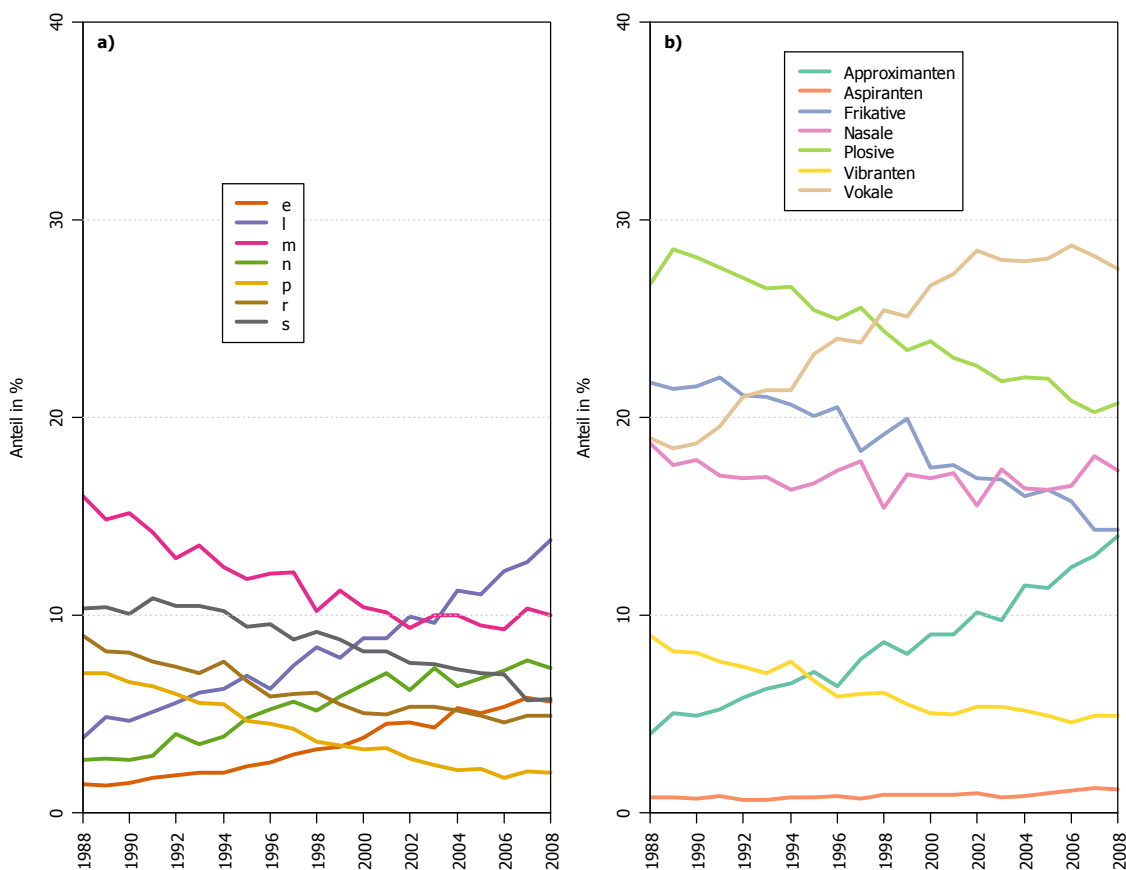 a)
e
l
m
n
p
r
s
Anteil in %
40
30
20
10
0
1988
1990
1992
1994
1996
1998
2000
2002
2004
2006
2008
b)
Approximanten
Aspiranten
Frikative
Nasale
Plosive
Vibranten
Vokale
Anteil in %
40
30
20
10
0
1988
1990
1992
1994
1996
1998
2000
2002
2004
2006
2008